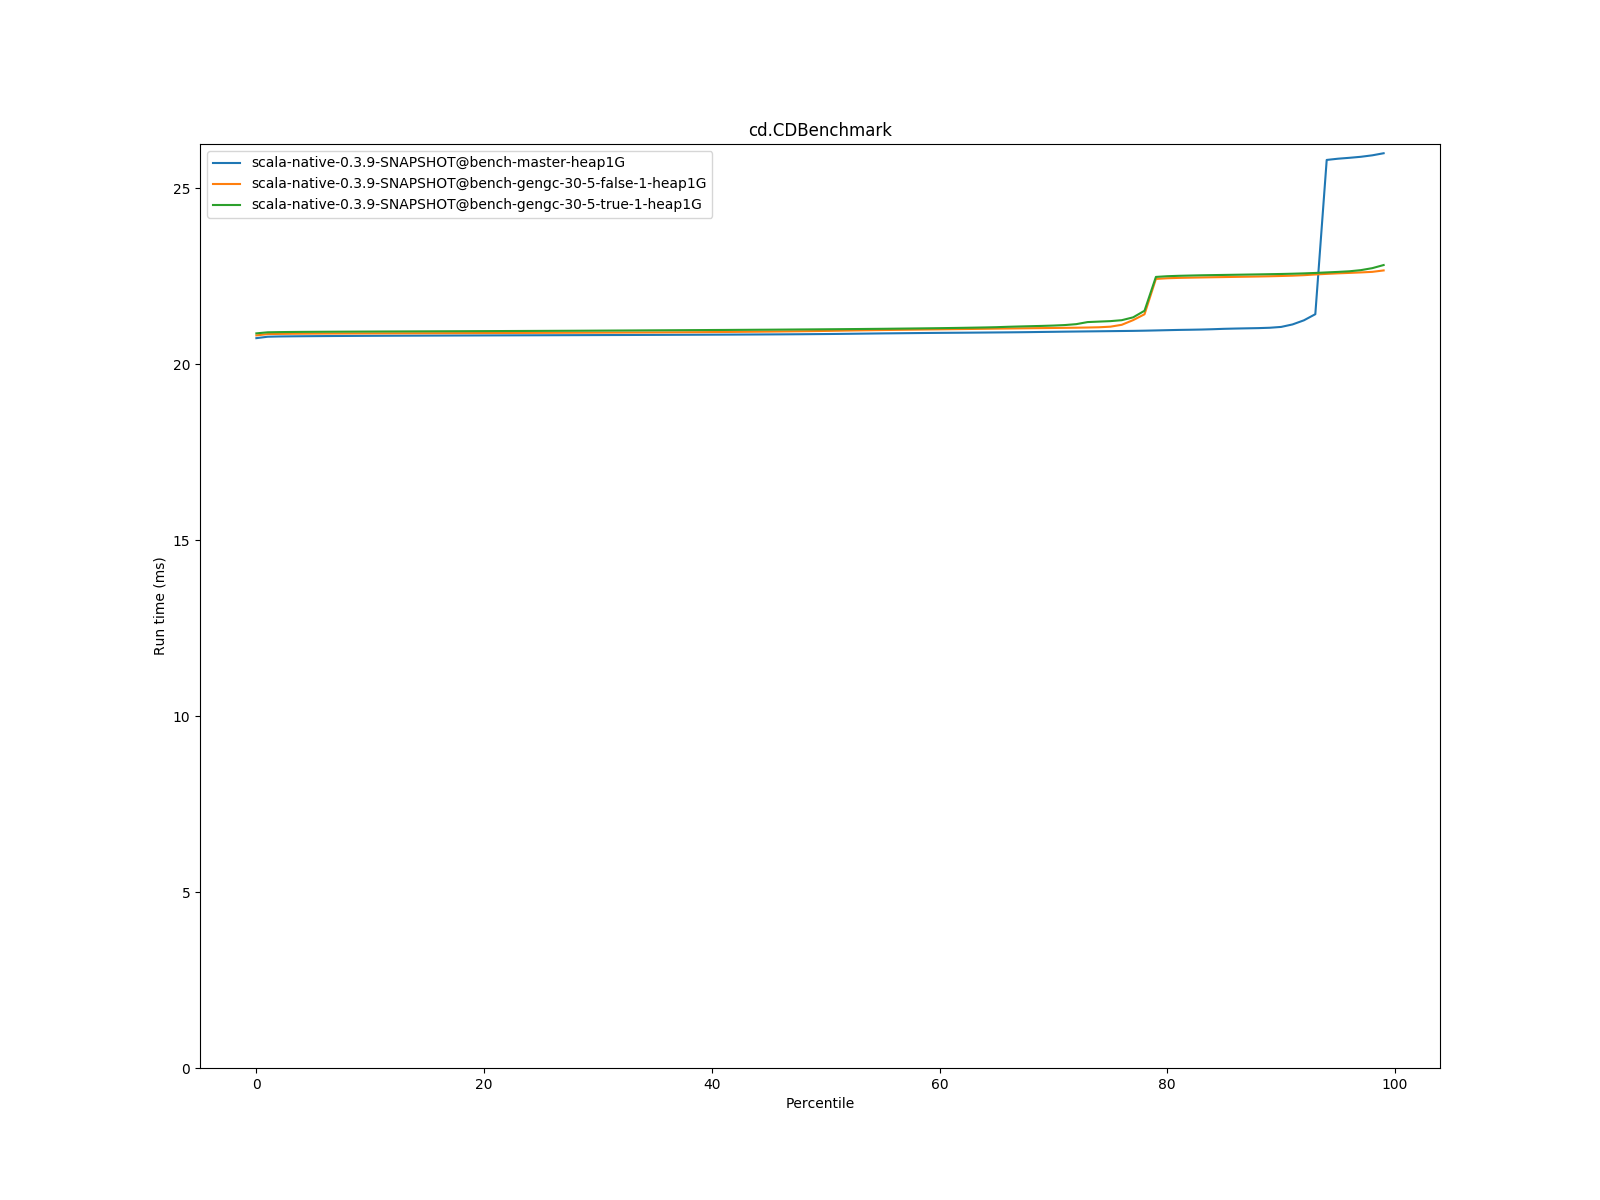 cd.CDBenchmark
scala-native-0.3.9-SNAPSHOT@bench-master-heap1G
scala-native-0.3.9-SNAPSHOT@bench-gengc-30-5-false-1-heap1G
scala-native-0.3.9-SNAPSHOT@bench-gengc-30-5-true-1-heap1G
25
20
15
10
5
0
Run time (ms)
0 20 40 60 80 100
Percentile